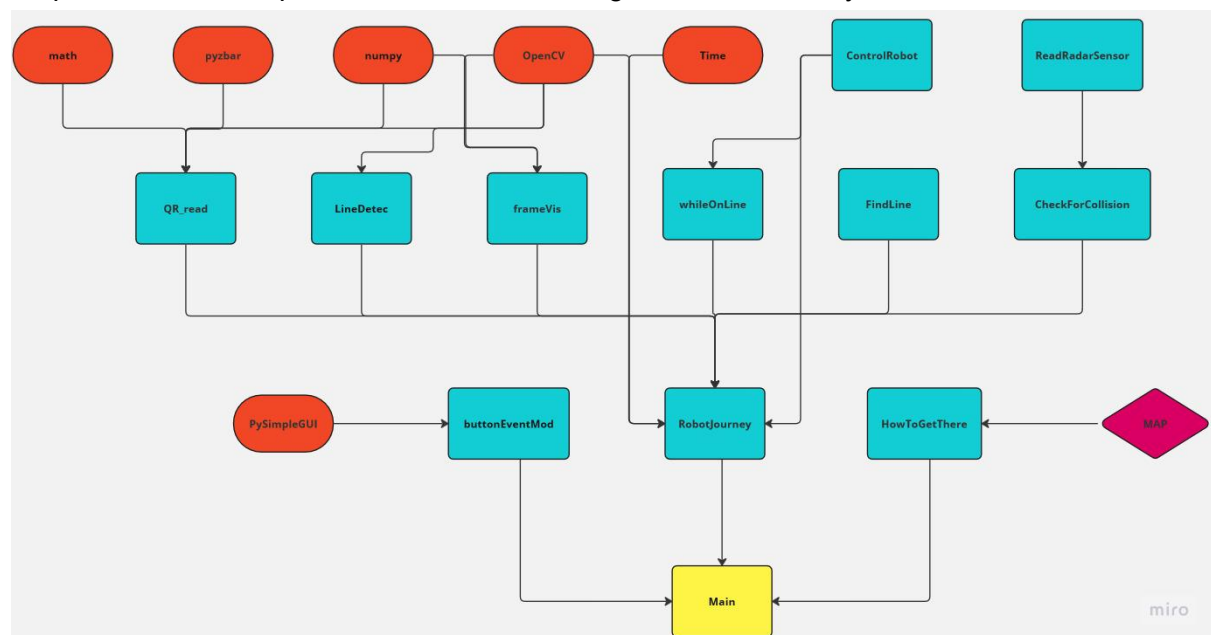 math
pyzbar
numpy
OpenCV
Time
ControlRobot
ReadRadarSensor
QR_read
LineDetec
frameVis
whileOnLine
FindLine
CheckForCollision
PySimpleGUI
buttonEventMod
RobotJourney
HowToGetThere
MAP
Main
miro